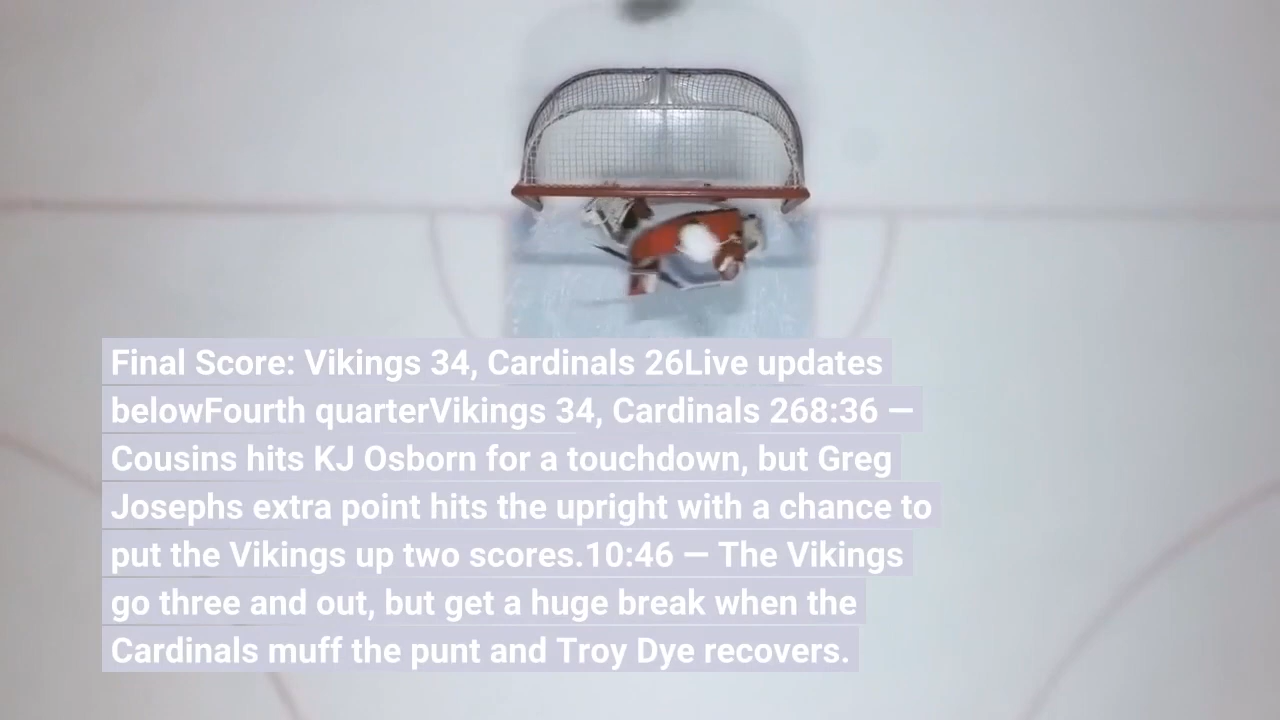 Final Score: Vikings 34, Cardinals 26Live updates
belowFourth quarterVikings 34, Cardinals 268:36 —
Cousins hits KJ Osborn for a touchdown, but Greg
Josephs extra point hits the upright with a chance to
put the Vikings up two scores.10:46 — The Vikings
go three and out, but get a huge break when the
Cardinals muff the punt and Troy Dye recovers.